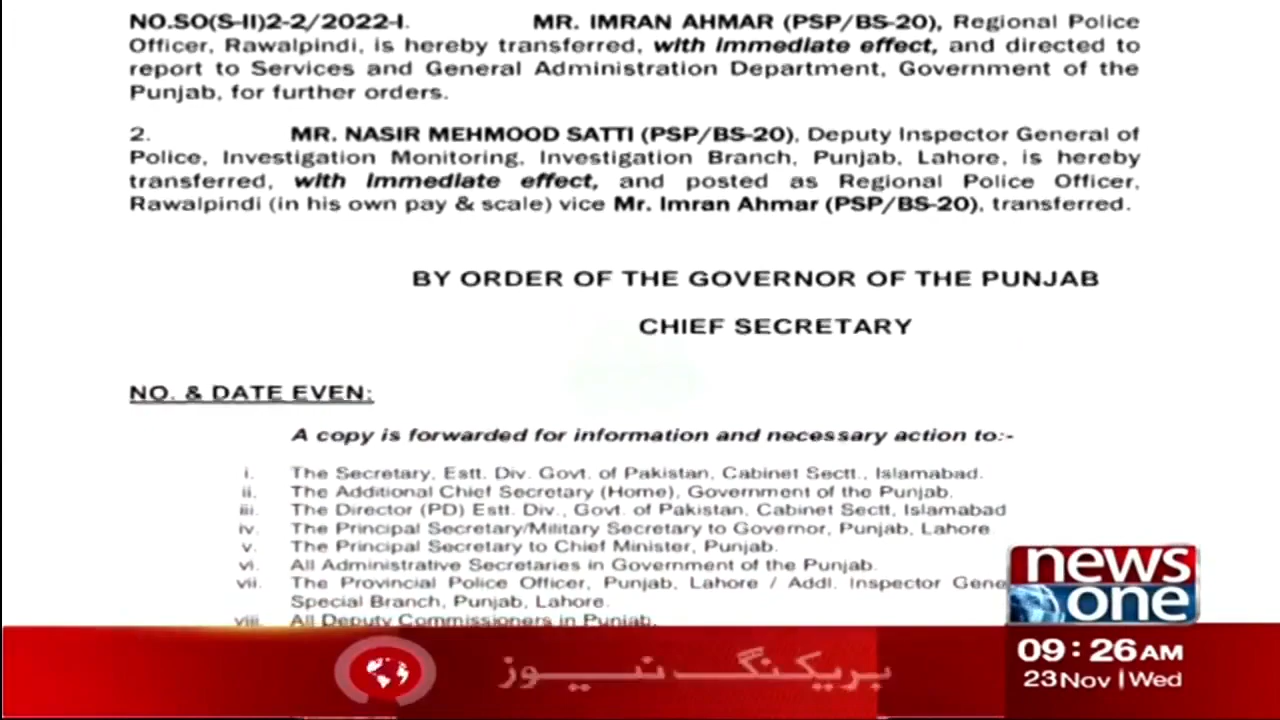 NO.SO(S-II)2-2/2022-I. MR. IMRAN AHMAR (PSP/BS-20), Regional Police
Officer, Rawalpindi, is hereby transferred, with immediate effect, and directed to
report to Services and General Administration Department, Government of the
Punjab, for further orders.
2. MR. NASIR MEHMOOD SATTI (PSP/BS-20), Deputy Inspector General of
Police, Investigation Monitoring, Investigation Branch, Punjab, Lahore, is hereby
transferred, with immediate effect, and posted as Regional Police Officer,
Rawalpindi (in his own pay & scale) vice Mr. Imran Ahmar (PSP/BS-20), transferred.
BY ORDER OF THE GOVERNOR OF THE PUNJAB
CHIEF SECRETARY
NO. & DATE EVEN:
A copy is forwarded for information and necessary action to:-
i. The Secretary, Estt. Div. Govt. of Pakistan, Cabinet Sectt., Islamabad.
ii. The Additional Chief Secretary (Home), Government of the Punjab.
iii. The Director (PD) Estt. Div., Govt. of Pakistan, Cabinet Sectt, Islamabad
iv. The Principal Secretary/Military Secretary to Governor, Punjab, Lahore
v. The Principal Secretary to Chief Minister, Punjab.
vi. All Administrative Secretaries in Government of the Punjab.
vii. The Provincial Police Officer, Punjab, Lahore / Addl. Inspector Gene
Special Branch, Punjab, Lahore.
viii. All Deputy Commissioners in Punjab.
news
one
بریکنگ نیوز
09:26AM
23Nov | Wed